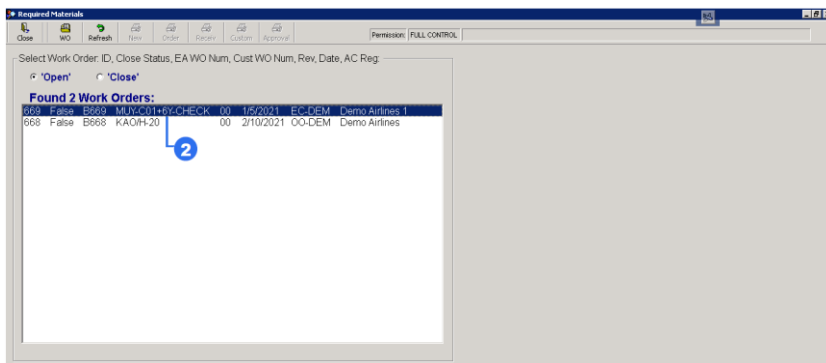 Required Materials
Close WO Refresh New Order Receiv Custom Approval Permission: FULL CONTROL
Select Work Order: ID, Close Status, EA WO Num, Cust WO Num, Rev, Date, AC Reg:
'Open' 'Close'
Found 2 Work Orders:
669 False B669 MUY-C01+6Y-CHECK 00 1/5/2021 EC-DEM Demo Airlines 1
668 False B668 KAO/H-20 00 2/10/2021 OO-DEM Demo Airlines
2